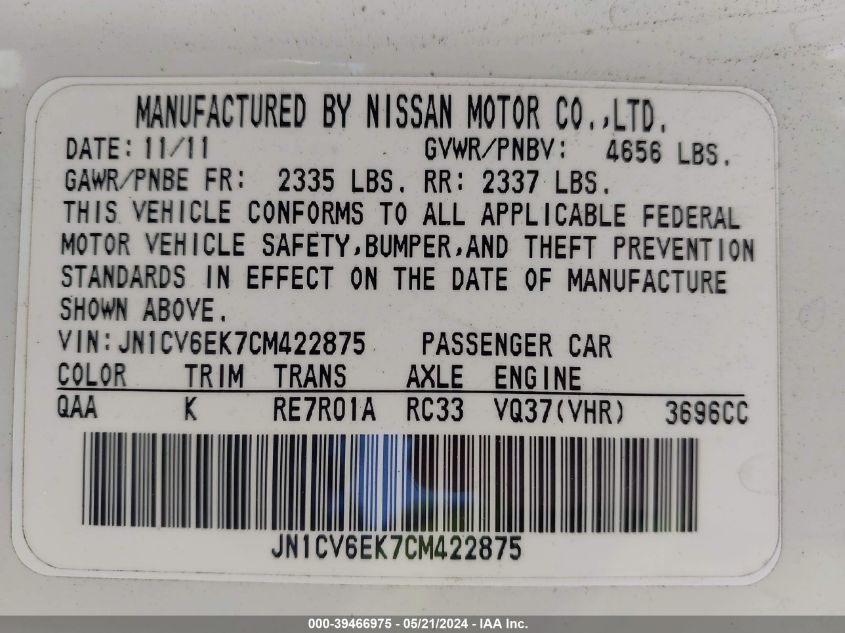 MANUFACTURED BY NISSAN MOTOR CO.,LTD.
DATE: 11/11 GVWR/PNBV: 4656 LBS.
GAWR/PNBE FR: 2335 LBS. RR: 2337 LBS.
THIS VEHICLE CONFORMS TO ALL APPLICABLE FEDERAL
MOTOR VEHICLE SAFETY,BUMPER,AND THEFT PREVENTION
STANDARDS IN EFFECT ON THE DATE OF MANUFACTURE
SHOWN ABOVE.
VIN:JN1CV6EK7CM422875 PASSENGER CAR
COLOR TRIM TRANS AXLE ENGINE
QAA K RE7R01A RC33 VQ37(VHR) 3696CC
JN1CV6EK7CM422875
000-39466975 - 05/21/2024 - IAA Inc.